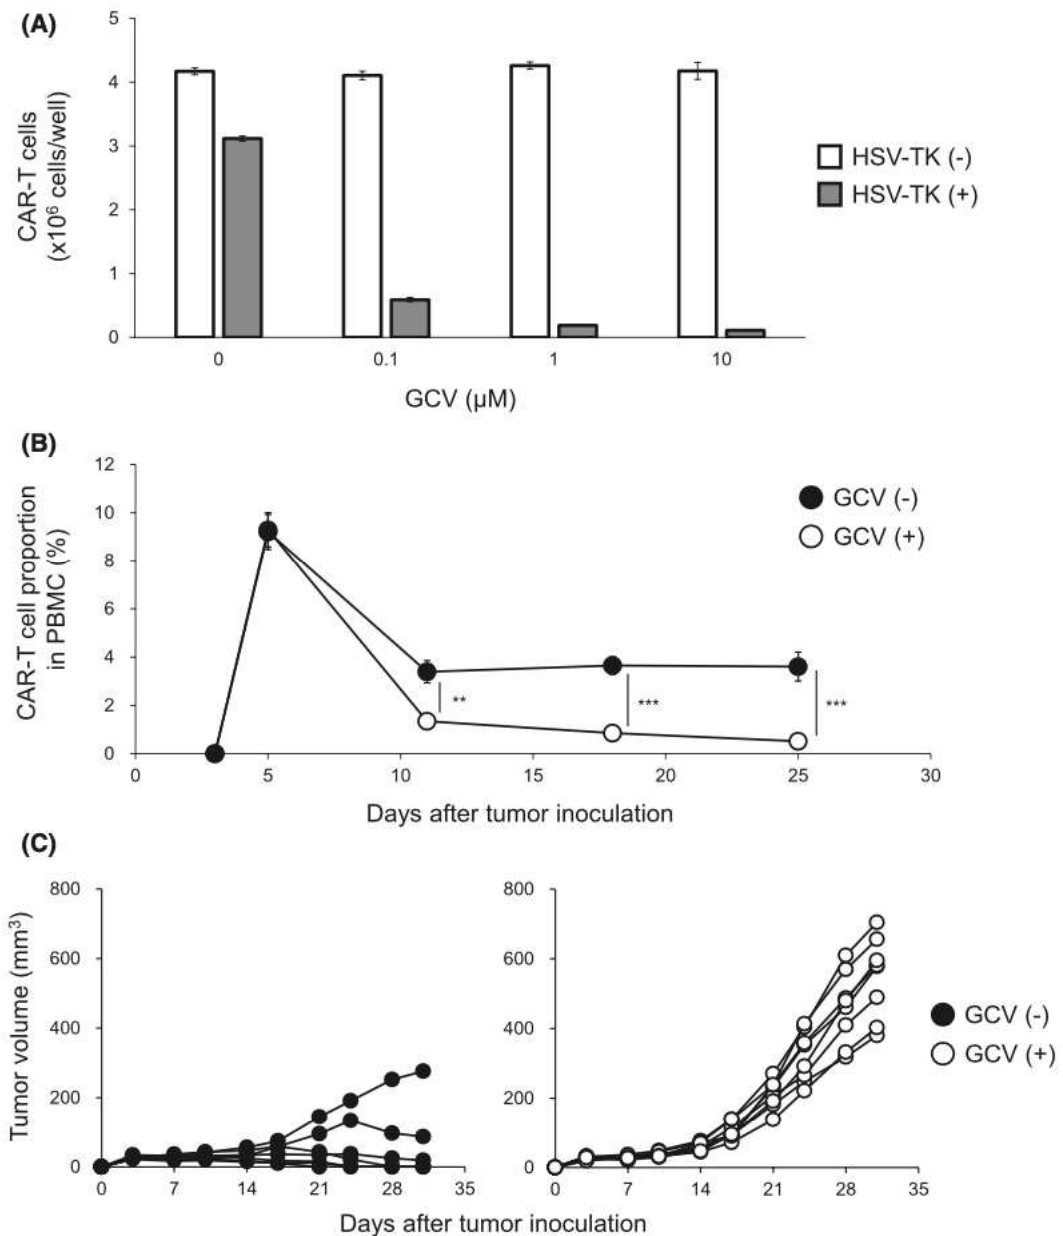 (A)
5
4
3
2
1
0
CAR-T cells
(x10⁶ cells/well)
0 0.1 1 10
GCV (µM)
HSV-TK (-)
HSV-TK (+)
(B)
12
10
8
6
4
2
0
CAR-T cell proportion
in PBMC (%)
** *** ***
0 5 10 15 20 25 30
Days after tumor inoculation
GCV (-)
GCV (+)
(C)
800
600
400
200
0
Tumor volume (mm³)
0 7 14 21 28 35
800
600
400
200
0
0 7 14 21 28 35
Days after tumor inoculation
GCV (-)
GCV (+)